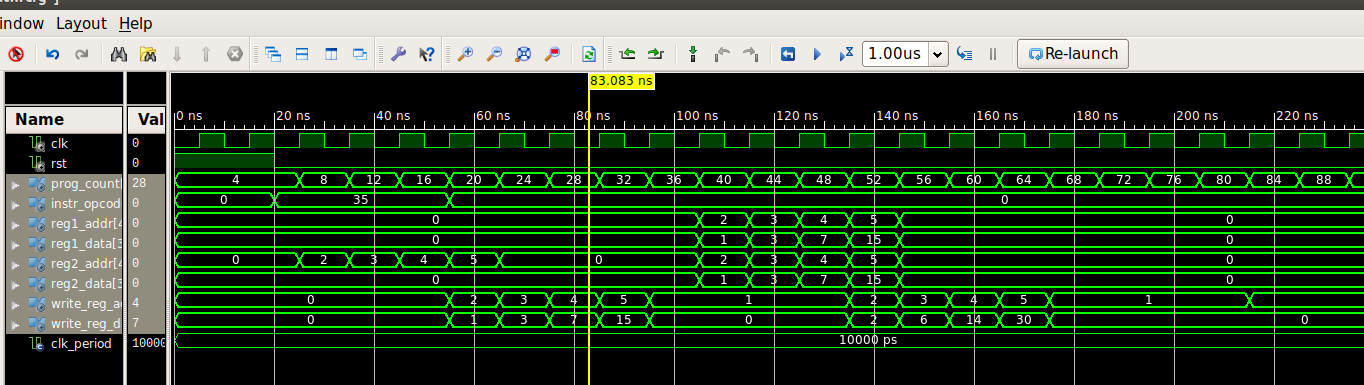 indow Layout Help
1.00us Re-launch
83.083 ns
Name Val
0 ns 20 ns 40 ns 60 ns 80 ns 100 ns 120 ns 140 ns 160 ns 180 ns 200 ns 220 ns
clk 0
rst 0
prog_count 28 4 8 12 16 20 24 28 32 36 40 44 48 52 56 60 64 68 72 76 80 84 88
instr_opcod 0 0 35 0
reg1_addr[4 0 0 2 3 4 5 0
reg1_data[3 0 0 1 3 7 15 0
reg2_addr[4 0 0 2 3 4 5 0 2 3 4 5 0
reg2_data[3 0 0 1 3 7 15 0
write_reg_a 4 0 2 3 4 5 1 2 3 4 5 1
write_reg_d 7 0 1 3 7 15 0 2 6 14 30 0
clk_period 10000 10000 ps